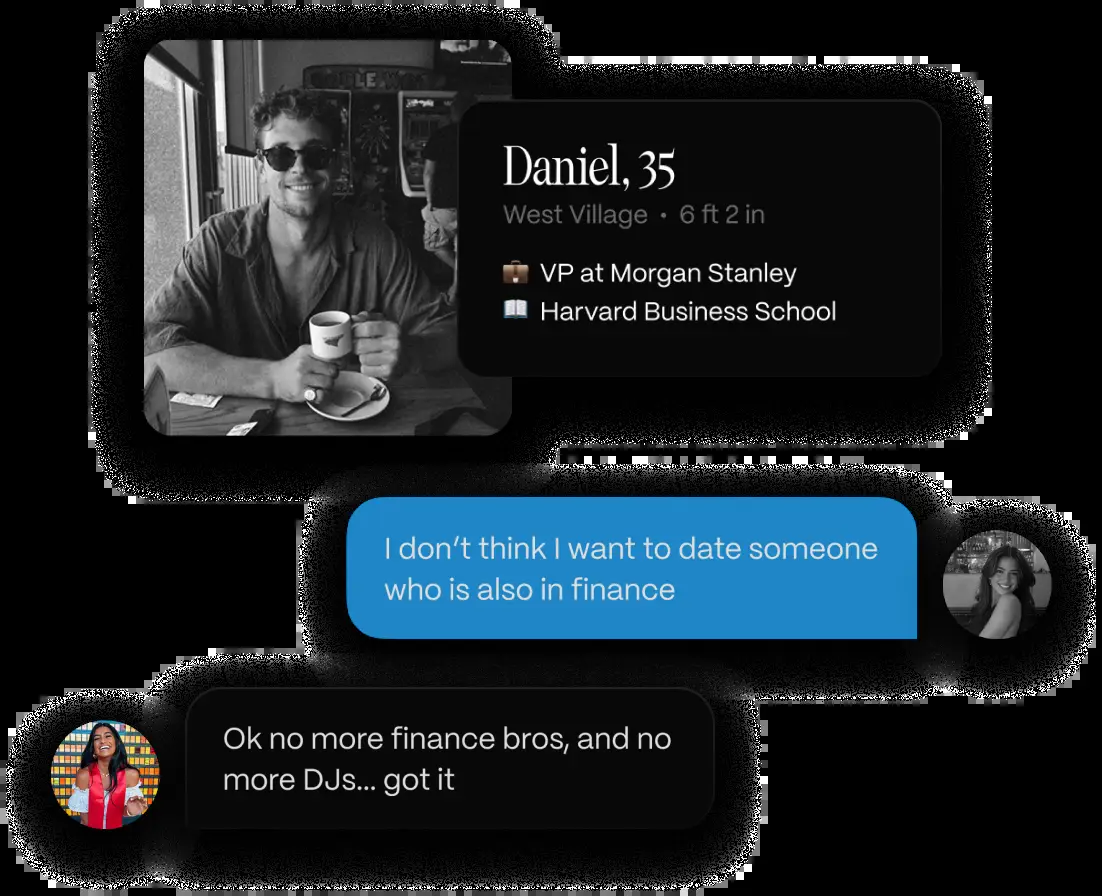 Daniel, 35
West Village • 6 ft 2 in
💼 VP at Morgan Stanley
📖 Harvard Business School
I don’t think I want to date someone
who is also in finance
Ok no more finance bros, and no
more DJs... got it